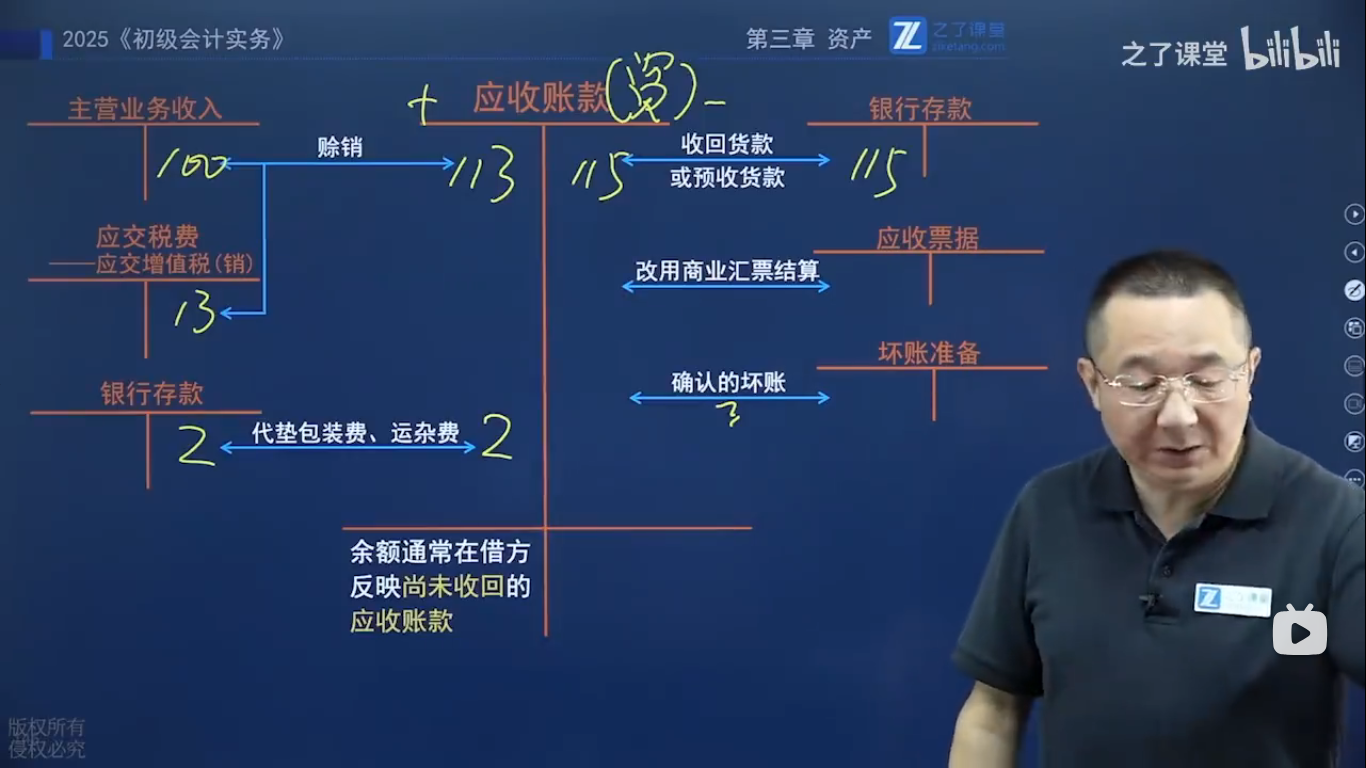 2025《初级会计实务》
第三章 资产
之了课堂
zlketang.com
之了课堂 bilibili
主营业务收入
+ 应收账款(资) -
银行存款
100
赊销
113
115
收回货款
或预收货款
115
应交税费
——应交增值税(销)
13
应收票据
改用商业汇票结算
坏账准备
确认的坏账
银行存款
2
代垫包装费、运杂费
2
余额通常在借方
反映尚未收回的
应收账款
版权所有
侵权必究